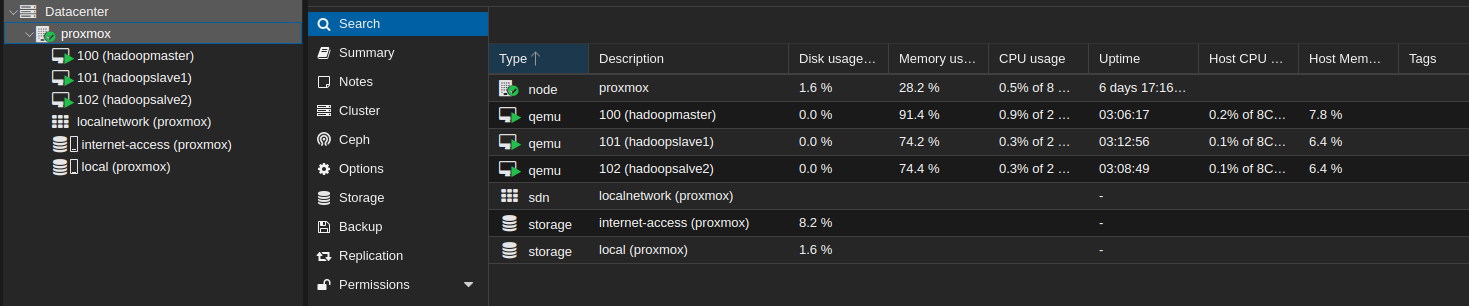 Datacenter
proxmox
100 (hadoopmaster)
101 (hadoopslave1)
102 (hadoopsalve2)
localnetwork (proxmox)
internet-access (proxmox)
local (proxmox)
Search
Summary
Notes
Cluster
Ceph
Options
Storage
Backup
Replication
Permissions
Type Description Disk usage... Memory us... CPU usage Uptime Host CPU ... Host Mem... Tags
node proxmox 1.6 % 28.2 % 0.5% of 8 ... 6 days 17:16...
qemu 100 (hadoopmaster) 0.0 % 91.4 % 0.9% of 2 ... 03:06:17 0.2% of 8C... 7.8 %
qemu 101 (hadoopslave1) 0.0 % 74.2 % 0.3% of 2 ... 03:12:56 0.1% of 8C... 6.4 %
qemu 102 (hadoopsalve2) 0.0 % 74.4 % 0.3% of 2 ... 03:08:49 0.1% of 8C... 6.4 %
sdn localnetwork (proxmox) -
storage internet-access (proxmox) 8.2 % -
storage local (proxmox) 1.6 % -